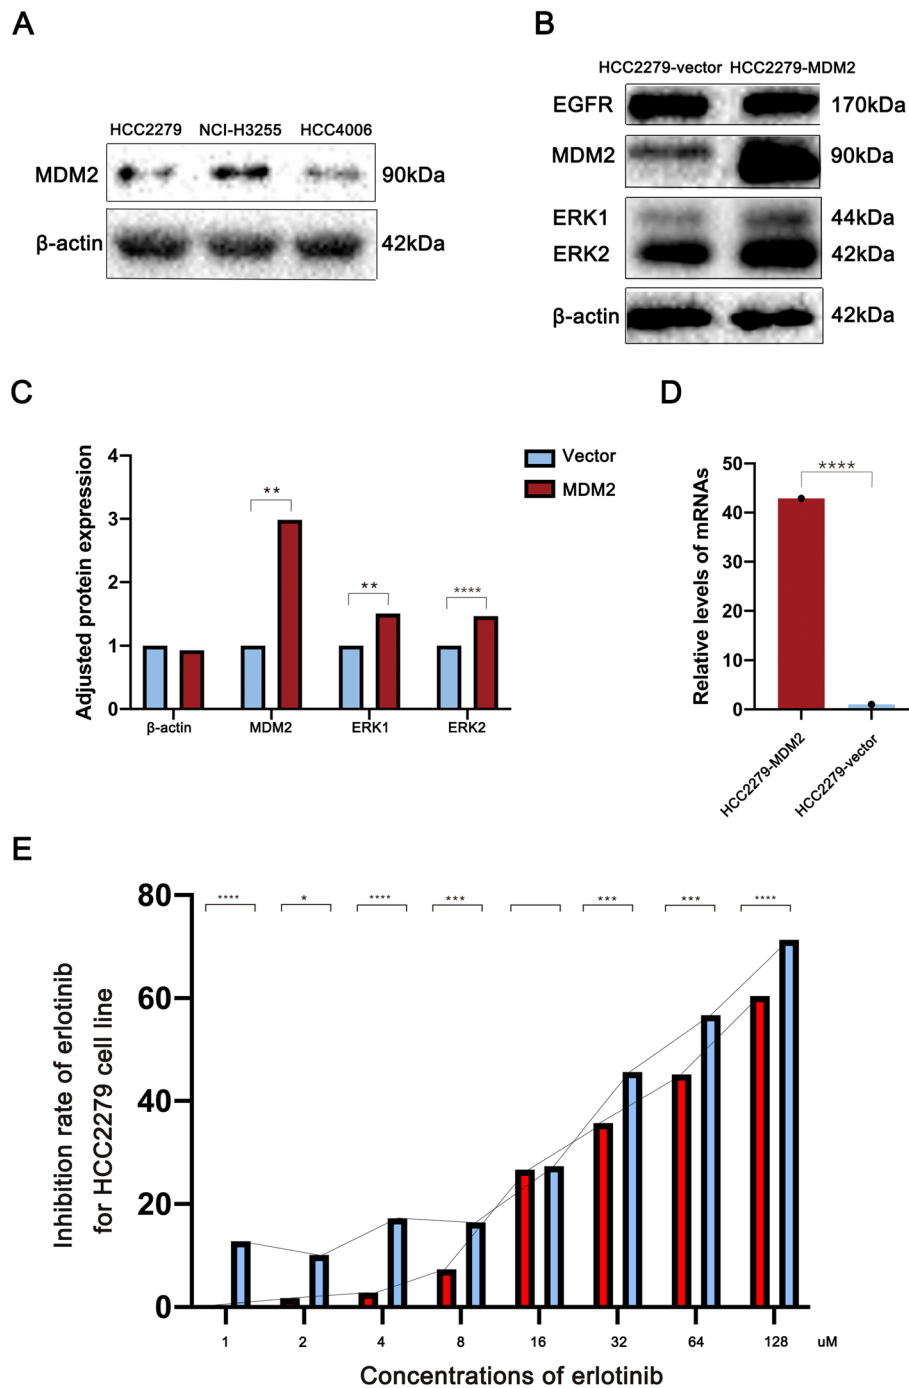 A
HCC2279 NCI-H3255 HCC4006
MDM2 90kDa
β-actin 42kDa
B
HCC2279-vector HCC2279-MDM2
EGFR 170kDa
MDM2 90kDa
ERK1 44kDa
ERK2 42kDa
β-actin 42kDa
C
Adjusted protein expression
4
3
2
1
0
** ** ****
β-actin MDM2 ERK1 ERK2
Vector
MDM2
D
Relative levels of mRNAs
50
40
30
20
10
0
****
HCC2279-MDM2
HCC2279-vector
E
Inhibition rate of erlotinib
for HCC2279 cell line
80
60
40
20
0
**** * **** *** *** *** ****
1 2 4 8 16 32 64 128 uM
Concentrations of erlotinib